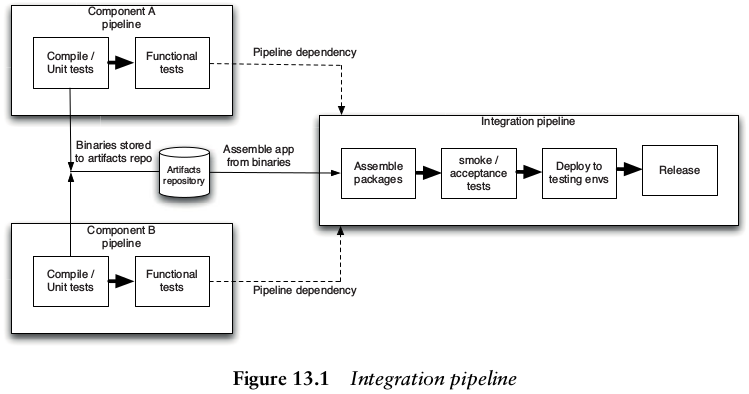 Component A
pipeline
Compile /
Unit tests
Functional
tests
Pipeline dependency
Integration pipeline
Binaries stored
to artifacts repo
Artifacts
repository
Assemble app
from binaries
Assemble
packages
smoke /
acceptance
tests
Deploy to
testing envs
Release
Component B
pipeline
Compile /
Unit tests
Functional
tests
Pipeline dependency
Figure 13.1 Integration pipeline